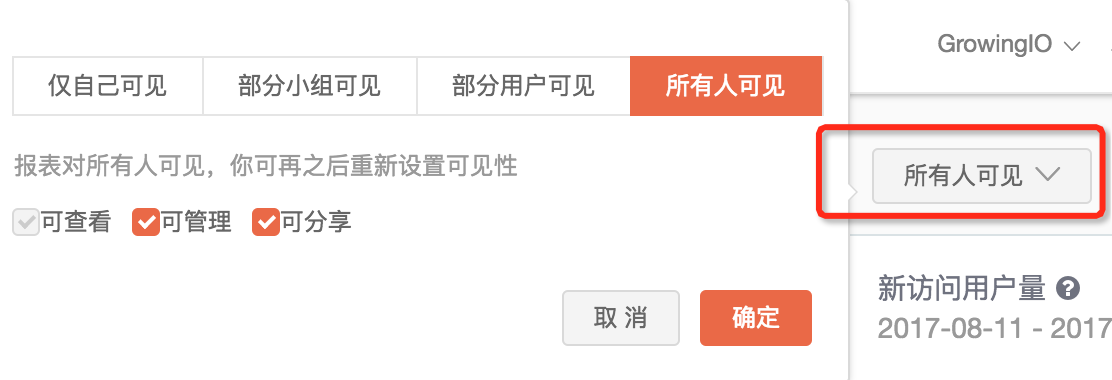 仅自己可见
部分小组可见
部分用户可见
所有人可见
报表对所有人可见，你可再之后重新设置可见性
可查看
可管理
可分享
取 消
确定
GrowingIO
所有人可见
新访问用户量
2017-08-11 - 2017